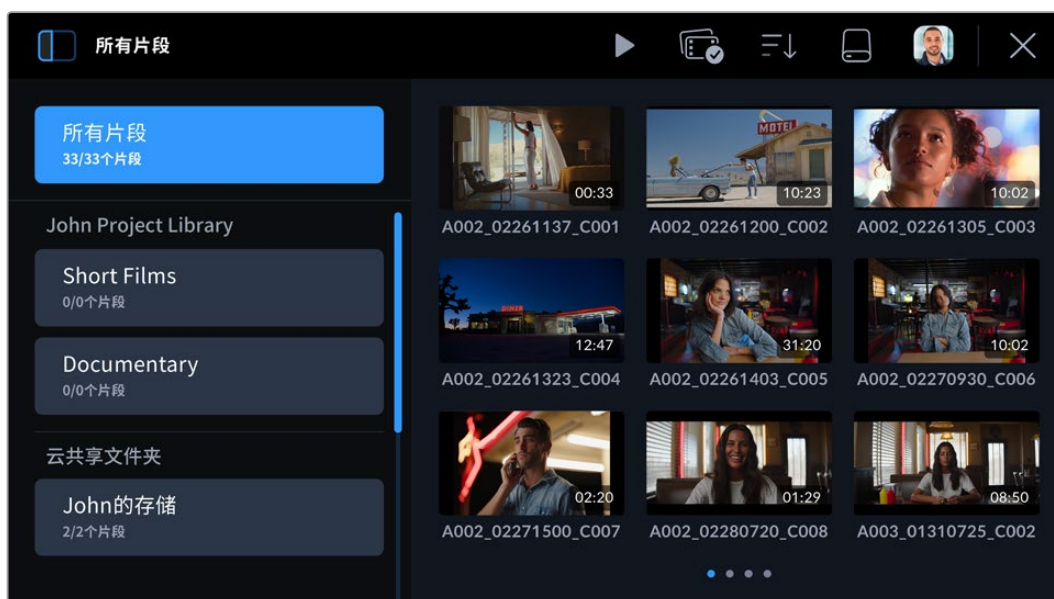 所有片段
所有片段
33/33个片段
John Project Library
Short Films
0/0个片段
Documentary
0/0个片段
云共享文件夹
John的存储
2/2个片段
MOTEL
00:33
10:23
10:02
A002_02261137_C001
A002_02261200_C002
A002_02261305_C003
DINER
12:47
31:20
10:02
A002_02261323_C004
A002_02261403_C005
A002_02270930_C006
02:20
01:29
08:50
A002_02271500_C007
A002_02280720_C008
A003_01310725_C002